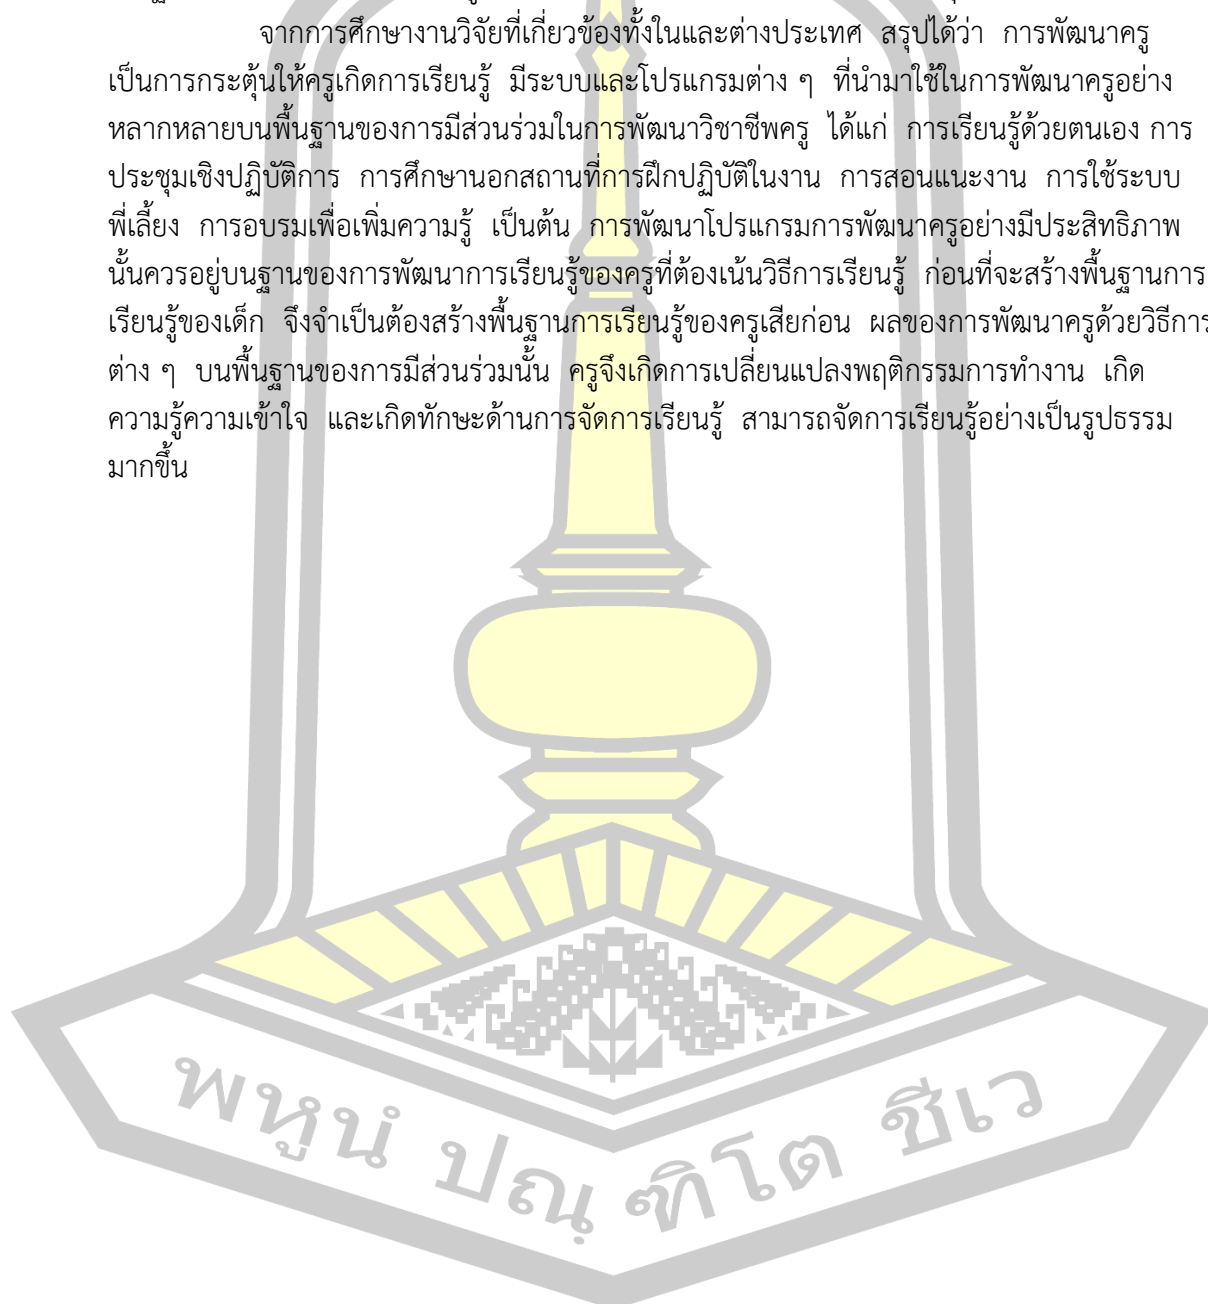 จากการศึกษางานวิจัยที่เกี่ยวข้องทั้งในและต่างประเทศ สรุปได้ว่า การพัฒนาครู
เป็นการกระตุ้นให้ครูเกิดการเรียนรู้ มีระบบและโปรแกรมต่าง ๆ ที่นำมาใช้ในการพัฒนาครูอย่าง
หลากหลายบนพื้นฐานของการมีส่วนร่วมในการพัฒนาวิชาชีพครู ได้แก่ การเรียนรู้ด้วยตนเอง การ
ประชุมเชิงปฏิบัติการ การศึกษานอกสถานที่การฝึกปฏิบัติในงาน การสอนแนะงาน การใช้ระบบ
พี่เลี้ยง การอบรมเพื่อเพิ่มความรู้ เป็นต้น การพัฒนาโปรแกรมการพัฒนาครูอย่างมีประสิทธิภาพ
นั้นควรอยู่บนฐานของการพัฒนาการเรียนรู้ของครูที่ต้องเน้นวิธีการเรียนรู้ ก่อนที่จะสร้างพื้นฐานการ
เรียนรู้ของเด็ก จึงจำเป็นต้องสร้างพื้นฐานการเรียนรู้ของครูเสียก่อน ผลของการพัฒนาครูด้วยวิธีการ
ต่าง ๆ บนพื้นฐานของการมีส่วนร่วมนั้น ครูจึงเกิดการเปลี่ยนแปลงพฤติกรรมการทำงาน เกิด
ความรู้ความเข้าใจ และเกิดทักษะด้านการจัดการเรียนรู้ สามารถจัดการเรียนรู้อย่างเป็นรูปธรรม
มากขึ้น
พหูนํ ปณฺฑิโต ชีเว